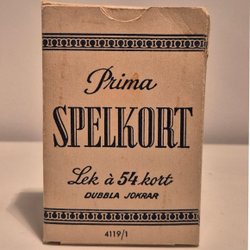 Prima
SPELKORT
Lek à 54 kort
DUBBLA JOKRAR
4119/1